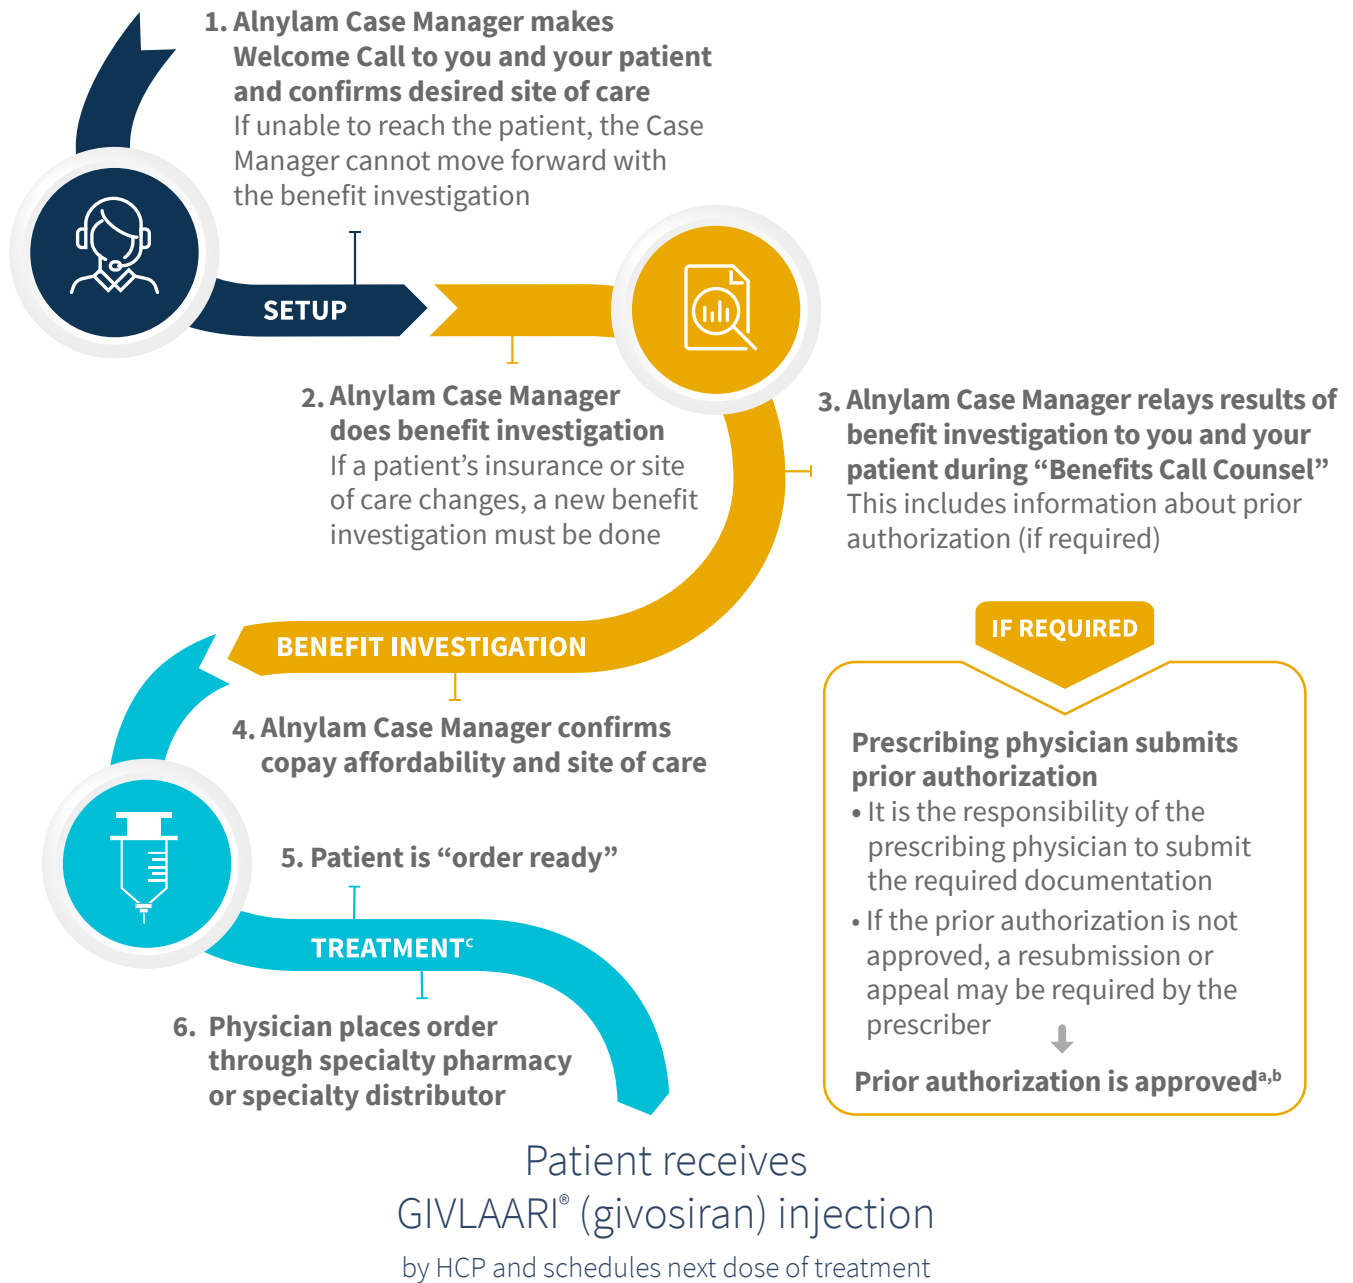 1. Alnylam Case Manager makes
Welcome Call to you and your patient
and confirms desired site of care
If unable to reach the patient, the Case
Manager cannot move forward with
the benefit investigation
SETUP
2. Alnylam Case Manager
does benefit investigation
If a patient’s insurance or site
of care changes, a new benefit
investigation must be done
3. Alnylam Case Manager relays results of
benefit investigation to you and your
patient during “Benefits Call Counsel”
This includes information about prior
authorization (if required)
IF REQUIRED
Prescribing physician submits
prior authorization
• It is the responsibility of the
prescribing physician to submit
the required documentation
• If the prior authorization is not
approved, a resubmission or
appeal may be required by the
prescriber
Prior authorization is approvedᵃ,ᵇ
BENEFIT INVESTIGATION
4. Alnylam Case Manager confirms
copay affordability and site of care
5. Patient is “order ready”
TREATMENTᶜ
6. Physician places order
through specialty pharmacy
or specialty distributor
Patient receives
GIVLAARI® (givosiran) injection
by HCP and schedules next dose of treatment